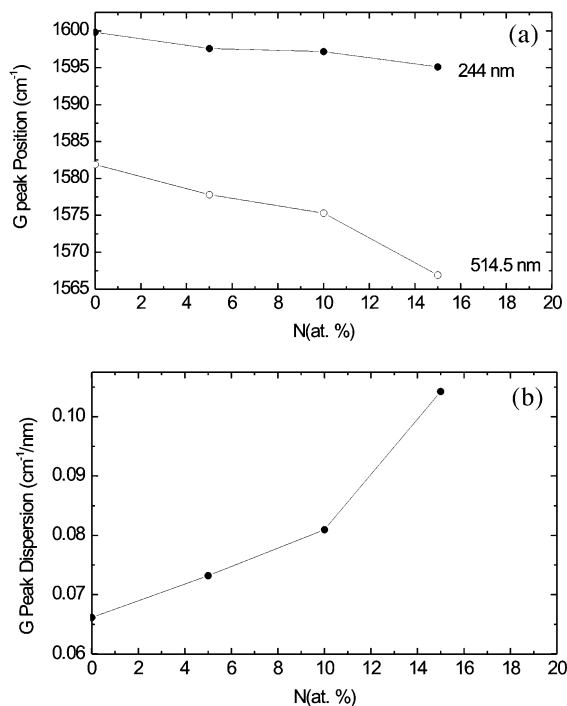 (a)
G peak Position (cm⁻¹)
1600
1595
1590
1585
1580
1575
1570
1565
244 nm
514.5 nm
0 2 4 6 8 10 12 14 16 18 20
N(at. %)
(b)
G Peak Dispersion (cm⁻¹/nm)
0.10
0.08
0.07
0.06
0 2 4 6 8 10 12 14 16 18 20
N(at. %)